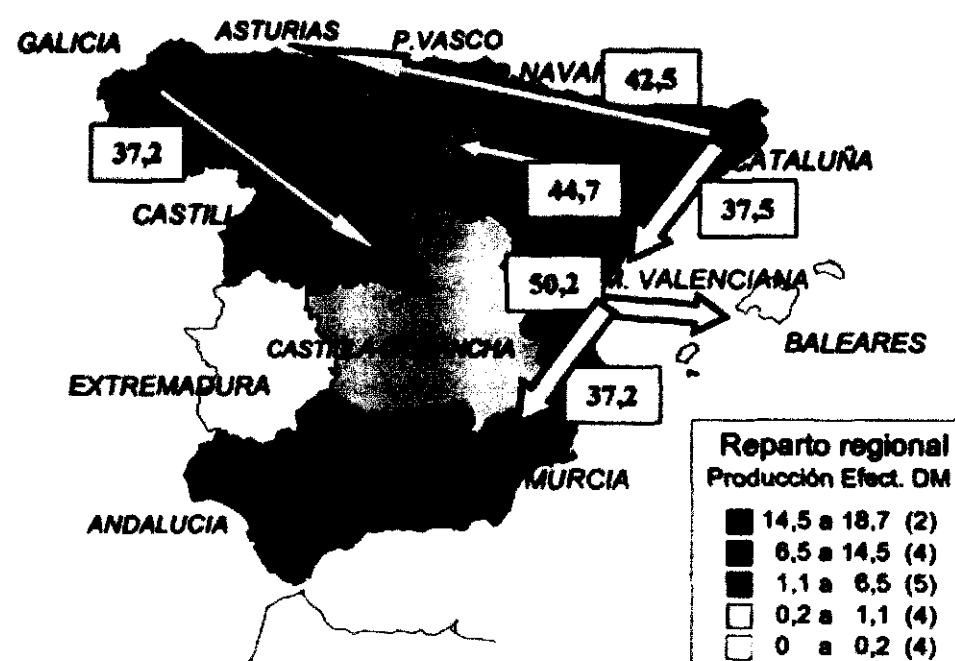 GALICIA
ASTURIAS
P.VASCO
42,5
37,2
CATALUÑA
44,7
37,5
50,2
VALENCIANA
BALEARES
EXTREMADURA
37,2
MURCIA
ANDALUCIA
Reparto regional
Producción Efect. DM
14,5 a 18,7 (2)
6,5 a 14,5 (4)
1,1 a 6,5 (5)
0,2 a 1,1 (4)
0 a 0,2 (4)